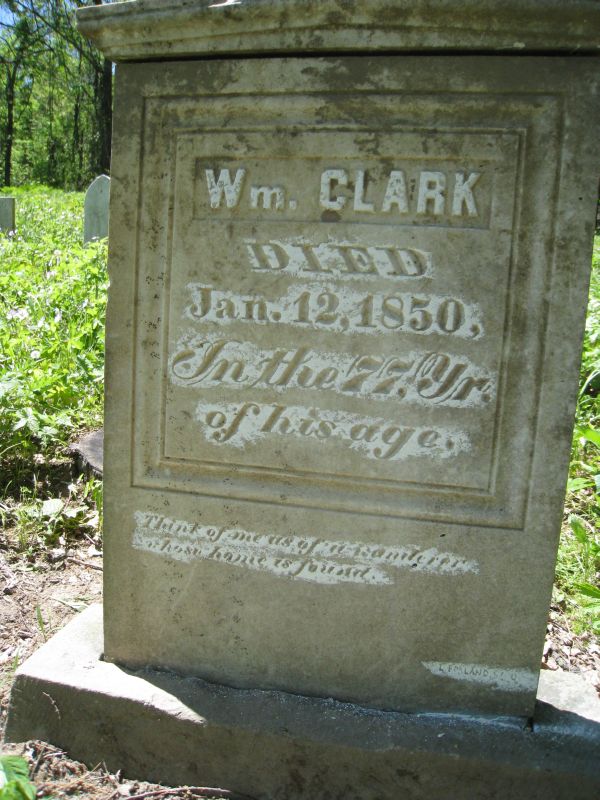 Wm. CLARK
DIED
Jan. 12, 1850,
In the 77, Yr.
of his age.
Think of me as of a wanderer,
whose home is found.